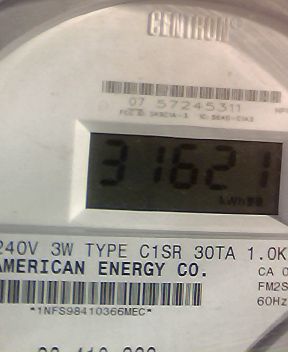 CENTRON
07 57245311
31621
kWh
240V 3W TYPE C1SR 30TA 1.0K
AMERICAN ENERGY CO.
CA 0
FM2S
60Hz
*1NFS98410366MEC*